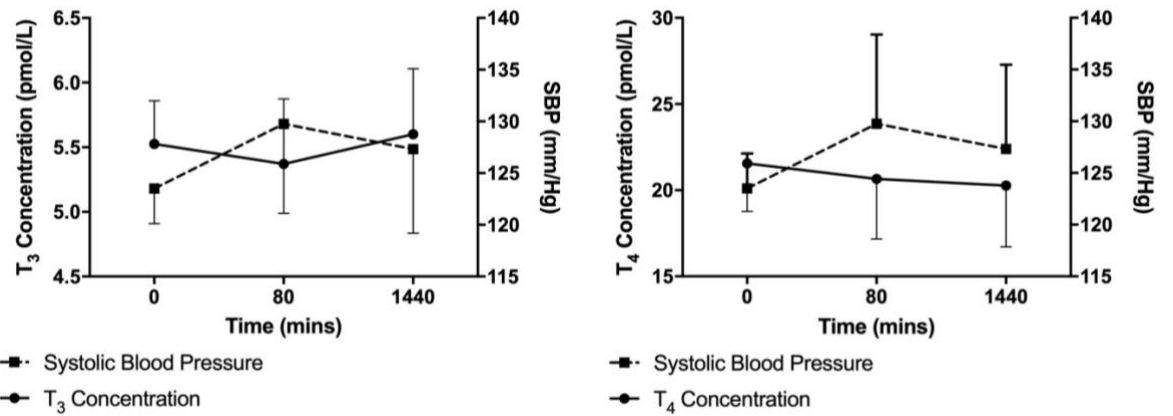 T3 Concentration (pmol/L)
6.5
6.0
5.5
5.0
4.5
140
135
130
125
120
115
SBP (mm/Hg)
0 80 1440
Time (mins)
Systolic Blood Pressure
T3 Concentration
T4 Concentration (pmol/L)
30
25
20
15
140
135
130
125
120
115
SBP (mm/Hg)
0 80 1440
Time (mins)
Systolic Blood Pressure
T4 Concentration